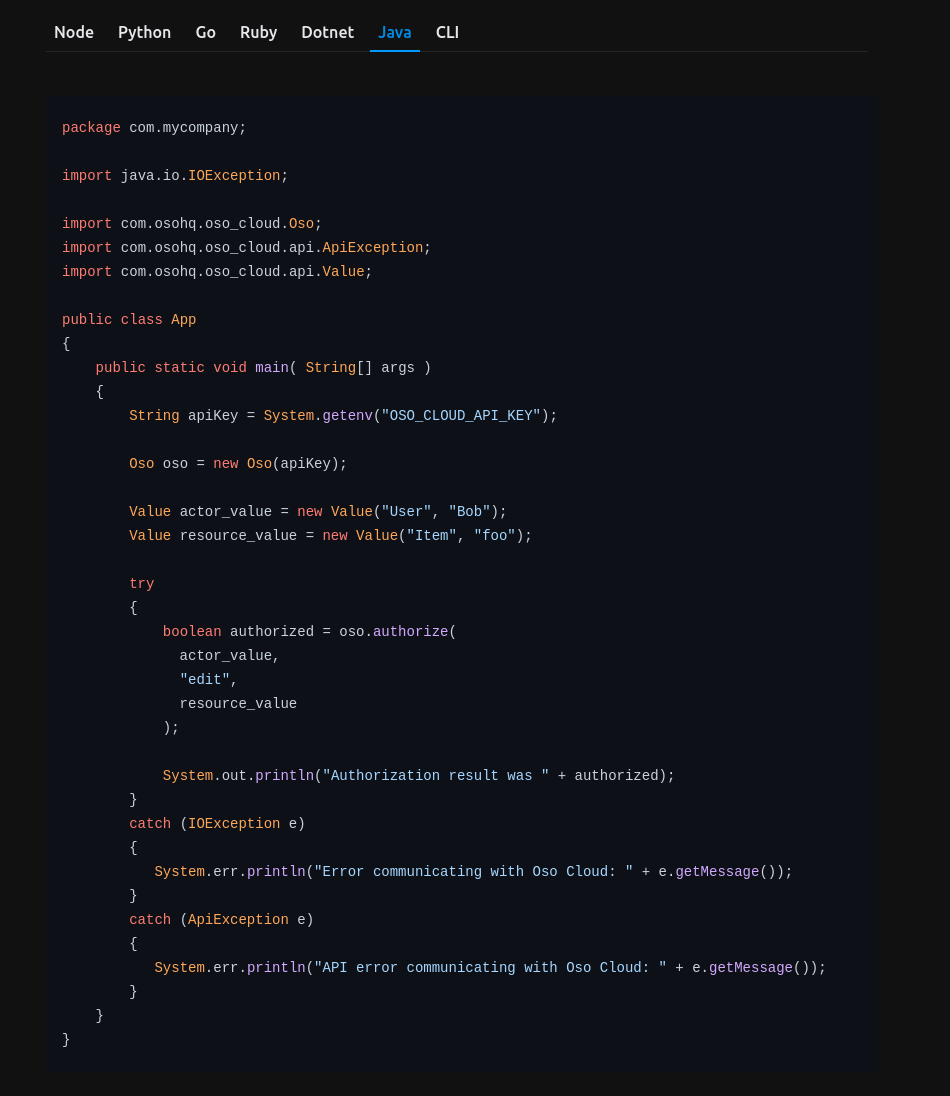 Node Python Go Ruby Dotnet Java CLI
package com.mycompany;
import java.io.IOException;
import com.osohq.oso_cloud.Oso;
import com.osohq.oso_cloud.api.ApiException;
import com.osohq.oso_cloud.api.Value;
public class App
{
    public static void main( String[] args )
    {
        String apiKey = System.getenv("OSO_CLOUD_API_KEY");
        Oso oso = new Oso(apiKey);
        Value actor_value = new Value("User", "Bob");
        Value resource_value = new Value("Item", "foo");
        try
        {
            boolean authorized = oso.authorize(
              actor_value,
              "edit",
              resource_value
            );
            System.out.println("Authorization result was " + authorized);
        }
        catch (IOException e)
        {
           System.err.println("Error communicating with Oso Cloud: " + e.getMessage());
        }
        catch (ApiException e)
        {
           System.err.println("API error communicating with Oso Cloud: " + e.getMessage());
        }
    }
}